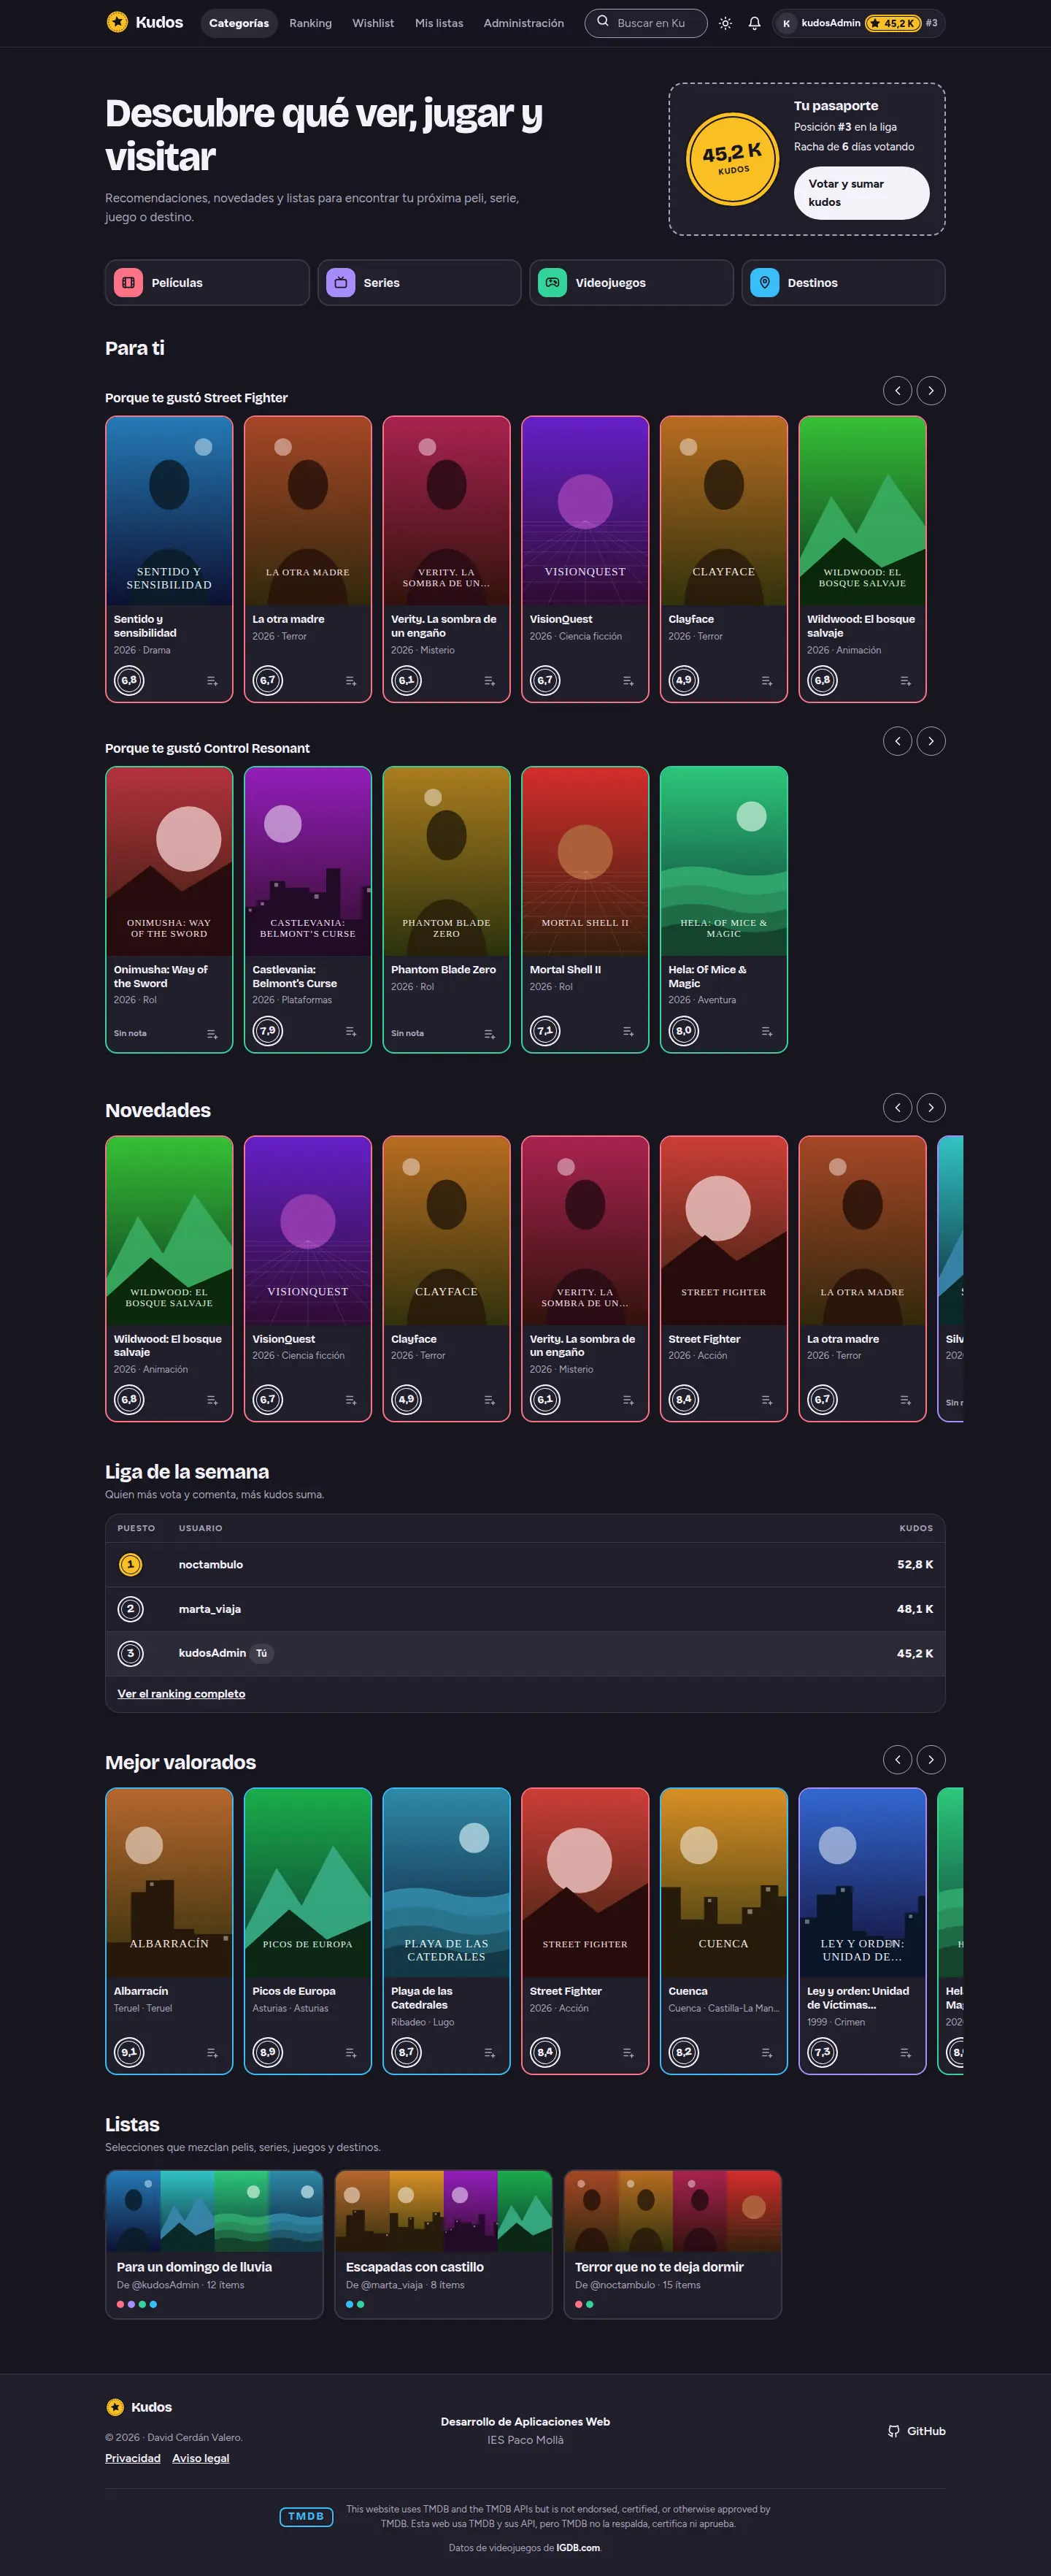 Kudos
Categorías Ranking Wishlist Mis listas Administración
Buscar en Ku
K kudosAdmin 45,2 K #3
Descubre qué ver, jugar y
visitar
Recomendaciones, novedades y listas para encontrar tu próxima peli, serie,
juego o destino.
45,2 K
KUDOS
Tu pasaporte
Posición #3 en la liga
Racha de 6 días votando
Votar y sumar
kudos
Películas
Series
Videojuegos
Destinos
Para ti
Porque te gustó Street Fighter
SENTIDO Y
SENSIBILIDAD
Sentido y
sensibilidad
2026 · Drama
6,8
LA OTRA MADRE
La otra madre
2026 · Terror
6,7
VERITY. LA
SOMBRA DE UN…
Verity. La sombra de
un engaño
2026 · Misterio
6,1
VISIONQUEST
VisionQuest
2026 · Ciencia ficción
6,7
CLAYFACE
Clayface
2026 · Terror
4,9
WILDWOOD: EL
BOSQUE SALVAJE
Wildwood: El bosque
salvaje
2026 · Animación
6,8
Porque te gustó Control Resonant
ONIMUSHA: WAY
OF THE SWORD
Onimusha: Way of
the Sword
2026 · Rol
Sin nota
CASTLEVANIA:
BELMONT'S CURSE
Castlevania:
Belmont's Curse
2026 · Plataformas
7,9
PHANTOM BLADE
ZERO
Phantom Blade Zero
2026 · Rol
Sin nota
MORTAL SHELL II
Mortal Shell II
2026 · Rol
7,1
HELA: OF MICE &
MAGIC
Hela: Of Mice &
Magic
2026 · Aventura
8,0
Novedades
WILDWOOD: EL
BOSQUE SALVAJE
Wildwood: El bosque
salvaje
2026 · Animación
6,8
VISIONQUEST
VisionQuest
2026 · Ciencia ficción
6,7
CLAYFACE
Clayface
2026 · Terror
4,9
VERITY. LA
SOMBRA DE UN…
Verity. La sombra de
un engaño
2026 · Misterio
6,1
STREET FIGHTER
Street Fighter
2026 · Acción
8,4
LA OTRA MADRE
La otra madre
2026 · Terror
6,7
Liga de la semana
Quien más vota y comenta, más kudos suma.
PUESTO USUARIO KUDOS
1 noctambulo 52,8 K
2 marta_viaja 48,1 K
3 kudosAdmin Tú 45,2 K
Ver el ranking completo
Mejor valorados
ALBARRACÍN
Albarracín
Teruel · Teruel
9,1
PICOS DE EUROPA
Picos de Europa
Asturias · Asturias
8,9
PLAYA DE LAS
CATEDRALES
Playa de las
Catedrales
Ribadeo · Lugo
8,7
STREET FIGHTER
Street Fighter
2026 · Acción
8,4
CUENCA
Cuenca
Cuenca · Castilla-La Man…
8,2
LEY Y ORDEN:
UNIDAD DE…
Ley y orden: Unidad
de Víctimas…
1999 · Crimen
7,3
Listas
Selecciones que mezclan pelis, series, juegos y destinos.
Para un domingo de lluvia
De @kudosAdmin · 12 ítems
Escapadas con castillo
De @marta_viaja · 8 ítems
Terror que no te deja dormir
De @noctambulo · 15 ítems
Kudos
© 2026 · David Cerdán Valero.
Privacidad Aviso legal
Desarrollo de Aplicaciones Web
IES Paco Mollà
GitHub
TMDB
This website uses TMDB and the TMDB APIs but is not endorsed, certified, or otherwise approved by
TMDB. Esta web usa TMDB y sus API, pero TMDB no la respalda, certifica ni aprueba.
Datos de videojuegos de IGDB.com.